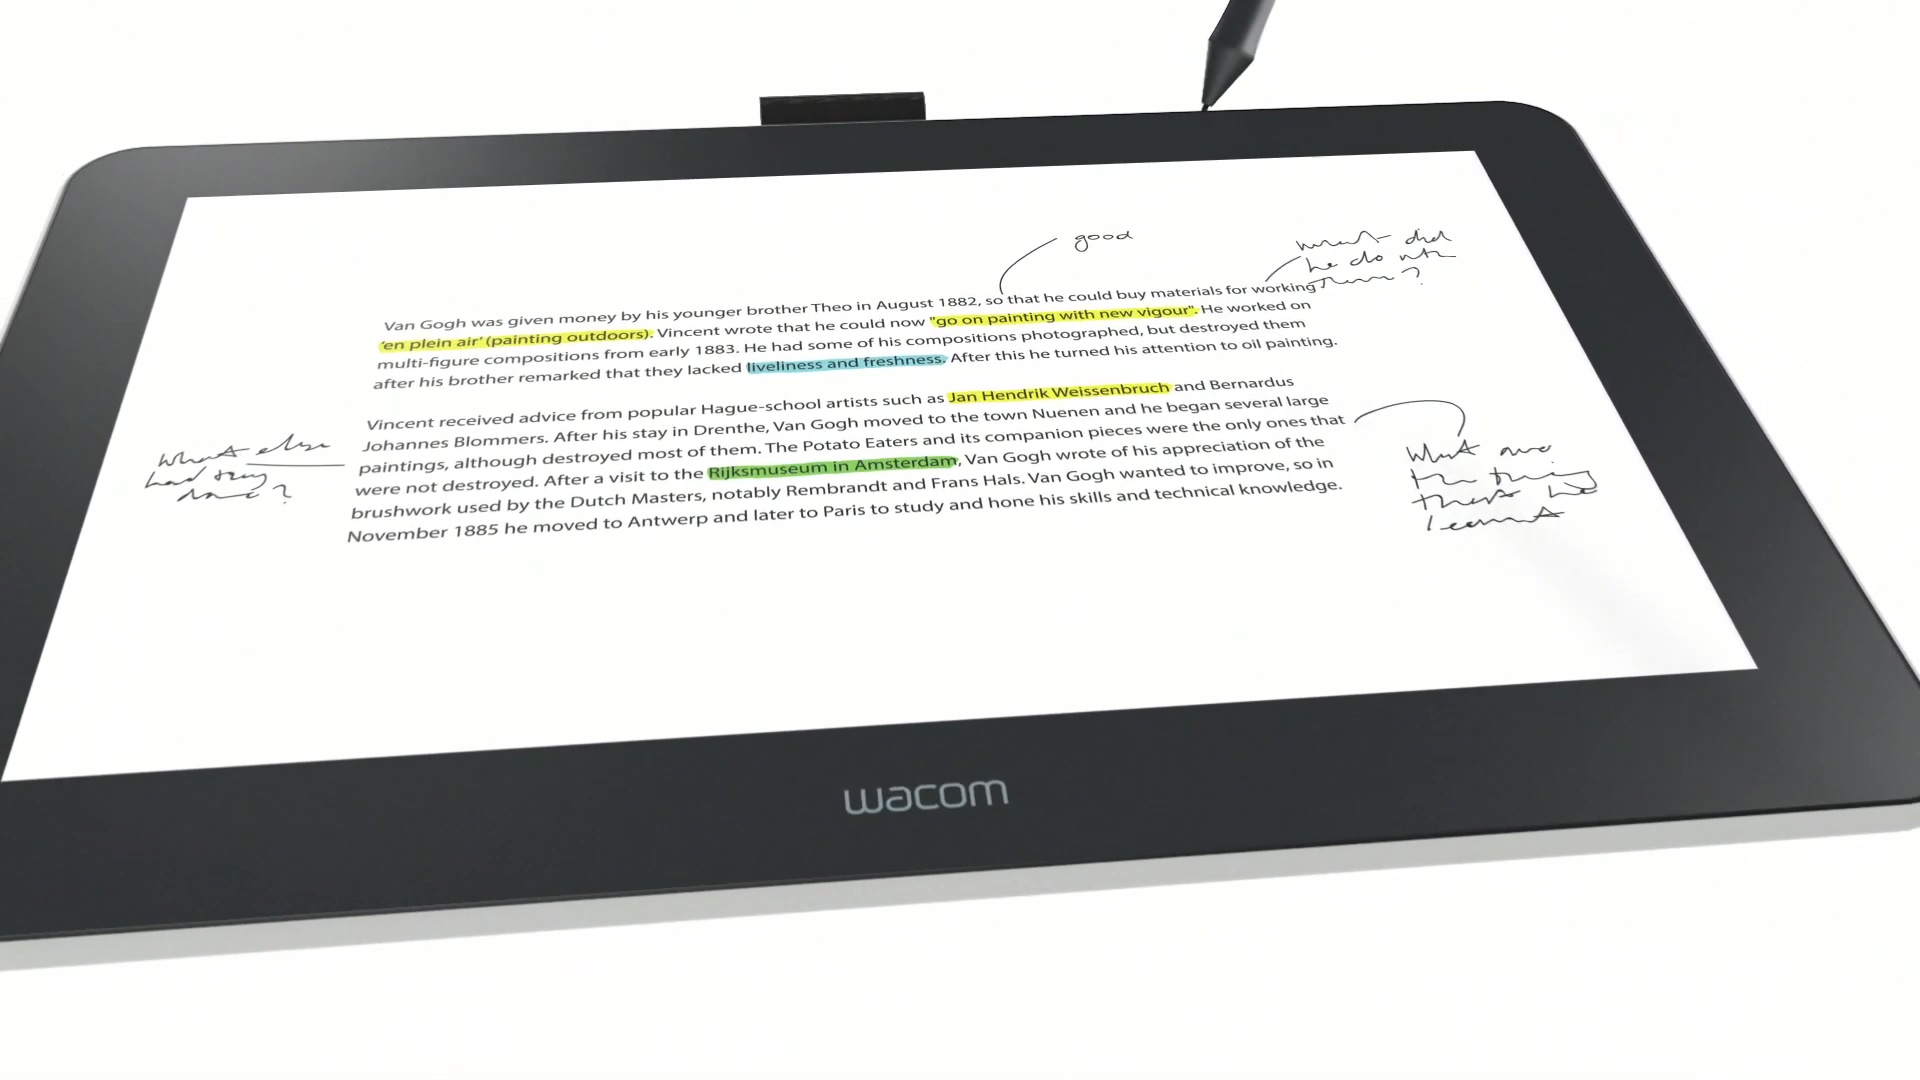 good
what did
he do with
them?
Van Gogh was given money by his younger brother Theo in August 1882, so that he could buy materials for working
'en plein air' (painting outdoors). Vincent wrote that he could now "go on painting with new vigour". He worked on
multi-figure compositions from early 1883. He had some of his compositions photographed, but destroyed them
after his brother remarked that they lacked liveliness and freshness. After this he turned his attention to oil painting.
Vincent received advice from popular Hague-school artists such as Jan Hendrik Weissenbruch and Bernardus
Johannes Blommers. After his stay in Drenthe, Van Gogh moved to the town Nuenen and he began several large
paintings, although destroyed most of them. The Potato Eaters and its companion pieces were the only ones that
were not destroyed. After a visit to the Rijksmuseum in Amsterdam, Van Gogh wrote of his appreciation of the
brushwork used by the Dutch Masters, notably Rembrandt and Frans Hals. Van Gogh wanted to improve, so in
November 1885 he moved to Antwerp and later to Paris to study and hone his skills and technical knowledge.
What else
had they
done?
What are
the things
that he
learnt
wacom